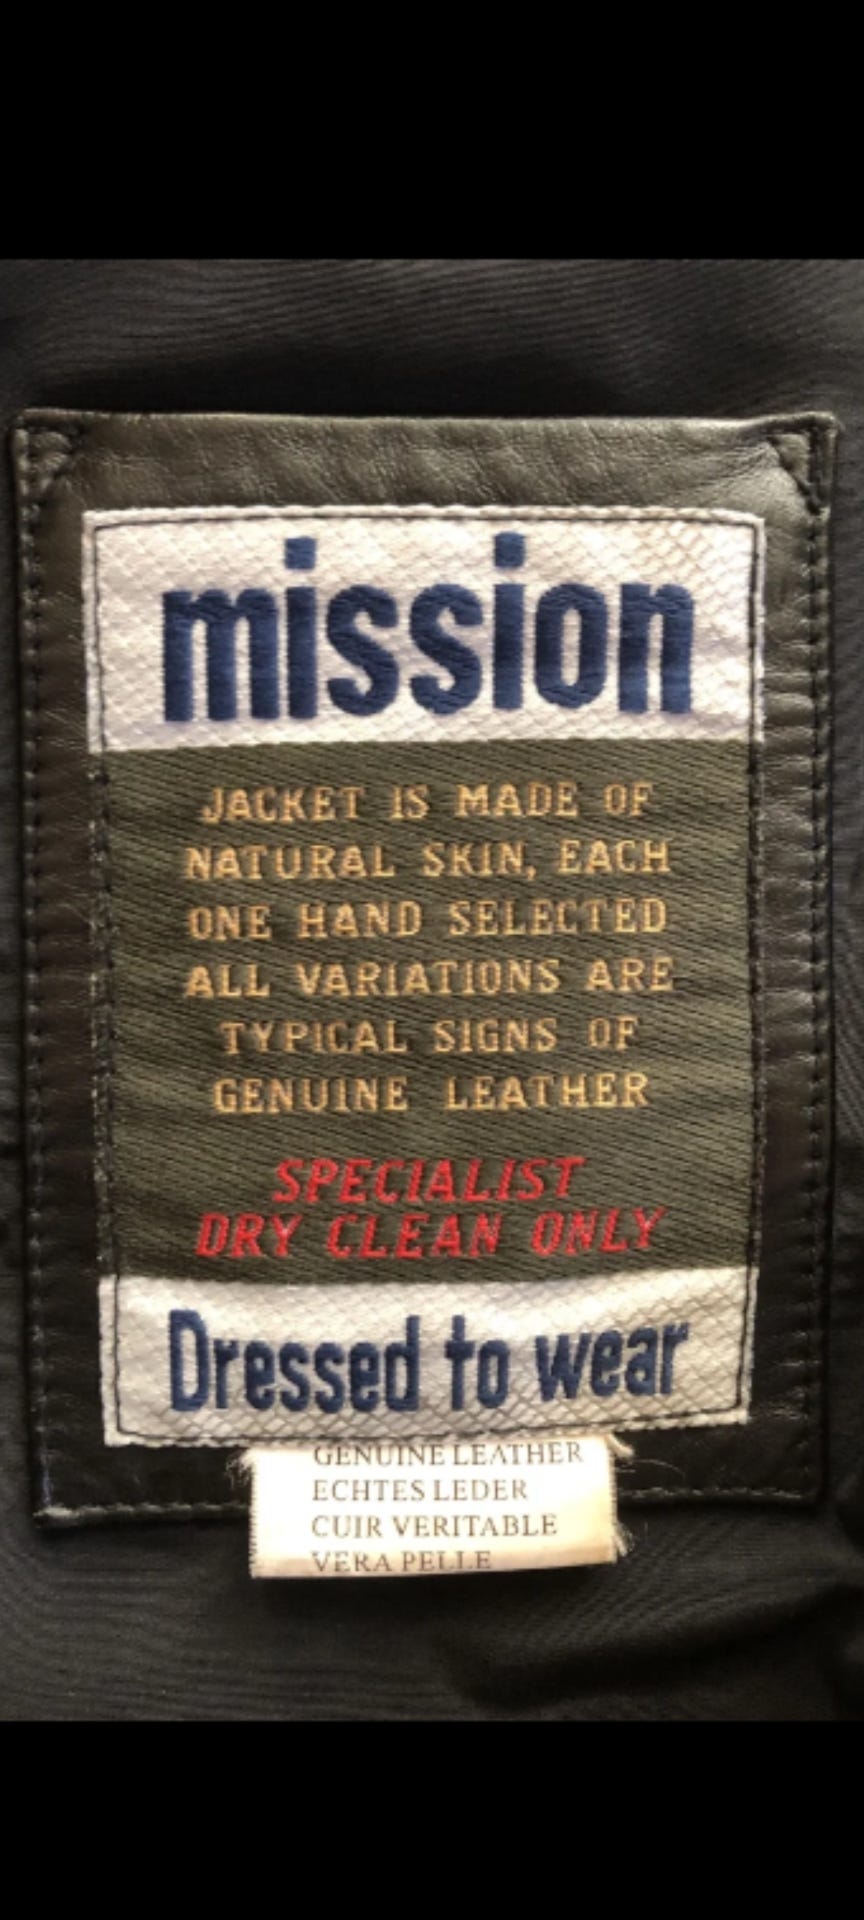 mission
JACKET IS MADE OF
NATURAL SKIN, EACH
ONE HAND SELECTED
ALL VARIATIONS ARE
TYPICAL SIGNS OF
GENUINE LEATHER
SPECIALIST
DRY CLEAN ONLY
Dressed to wear
GENUINE LEATHER
ECHTES LEDER
CUIR VERITABLE
VERA PELLE